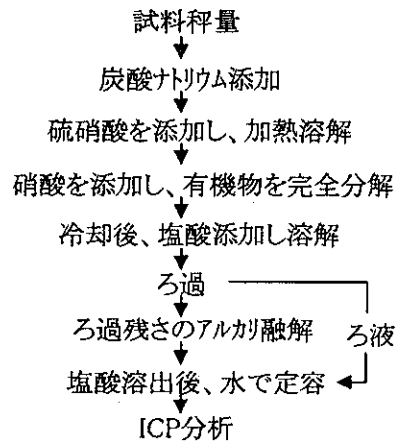 試料秤量
炭酸ナトリウム添加
硫硝酸を添加し、加熱溶解
硝酸を添加し、有機物を完全分解
冷却後、塩酸添加し溶解
ろ過
ろ過残さのアルカリ融解
ろ液
塩酸溶出後、水で定容
ICP分析